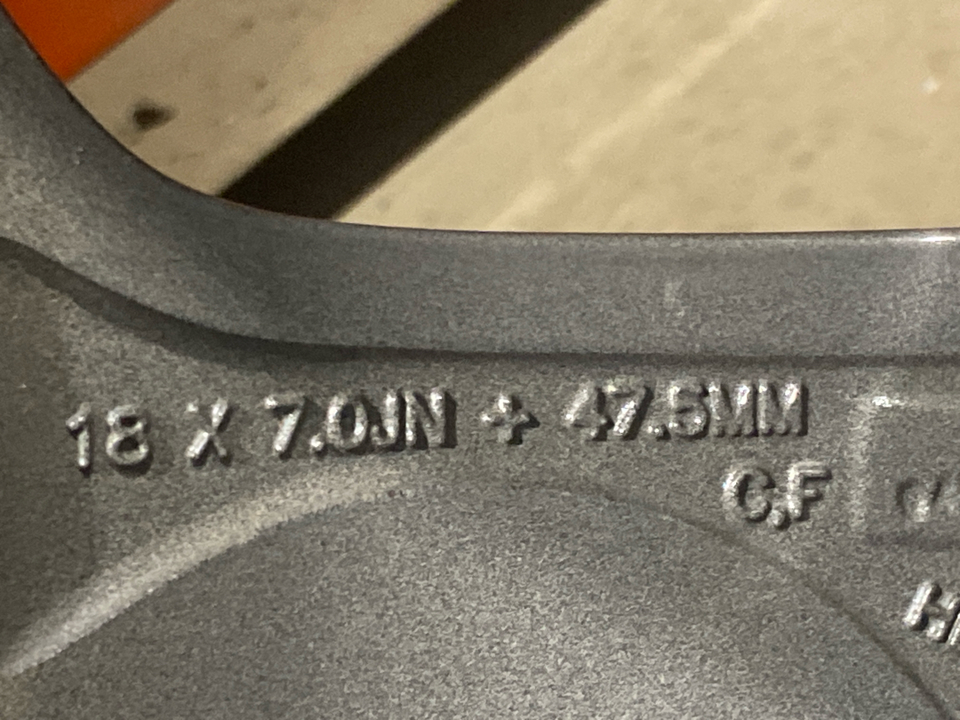 18 X 7.0JN + 47.5MM
C,F